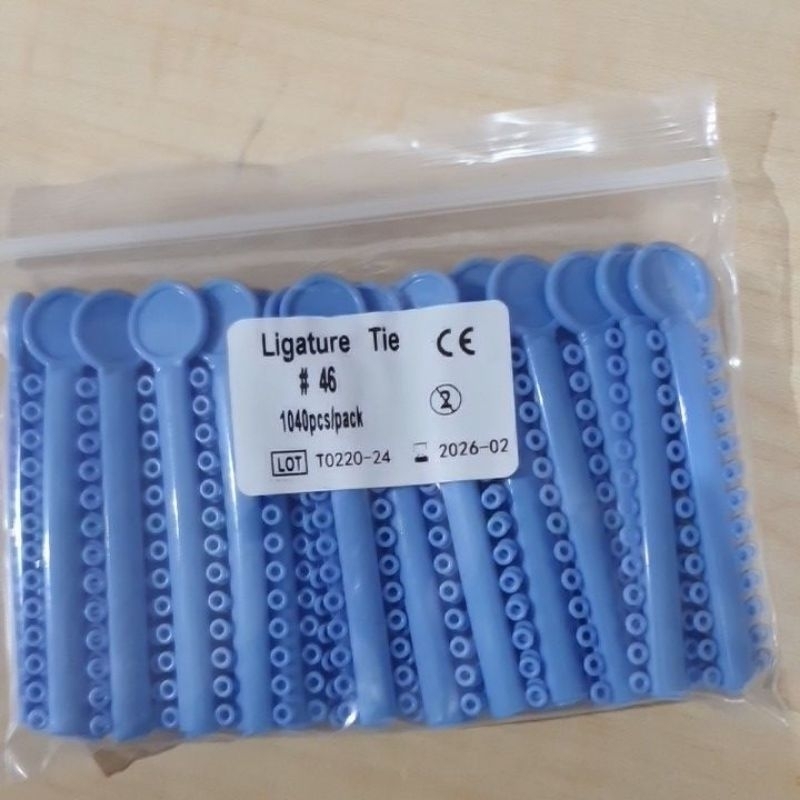 Ligature Tie CE
# 46
1040pcs/pack
LOT T0220-24 2026-02